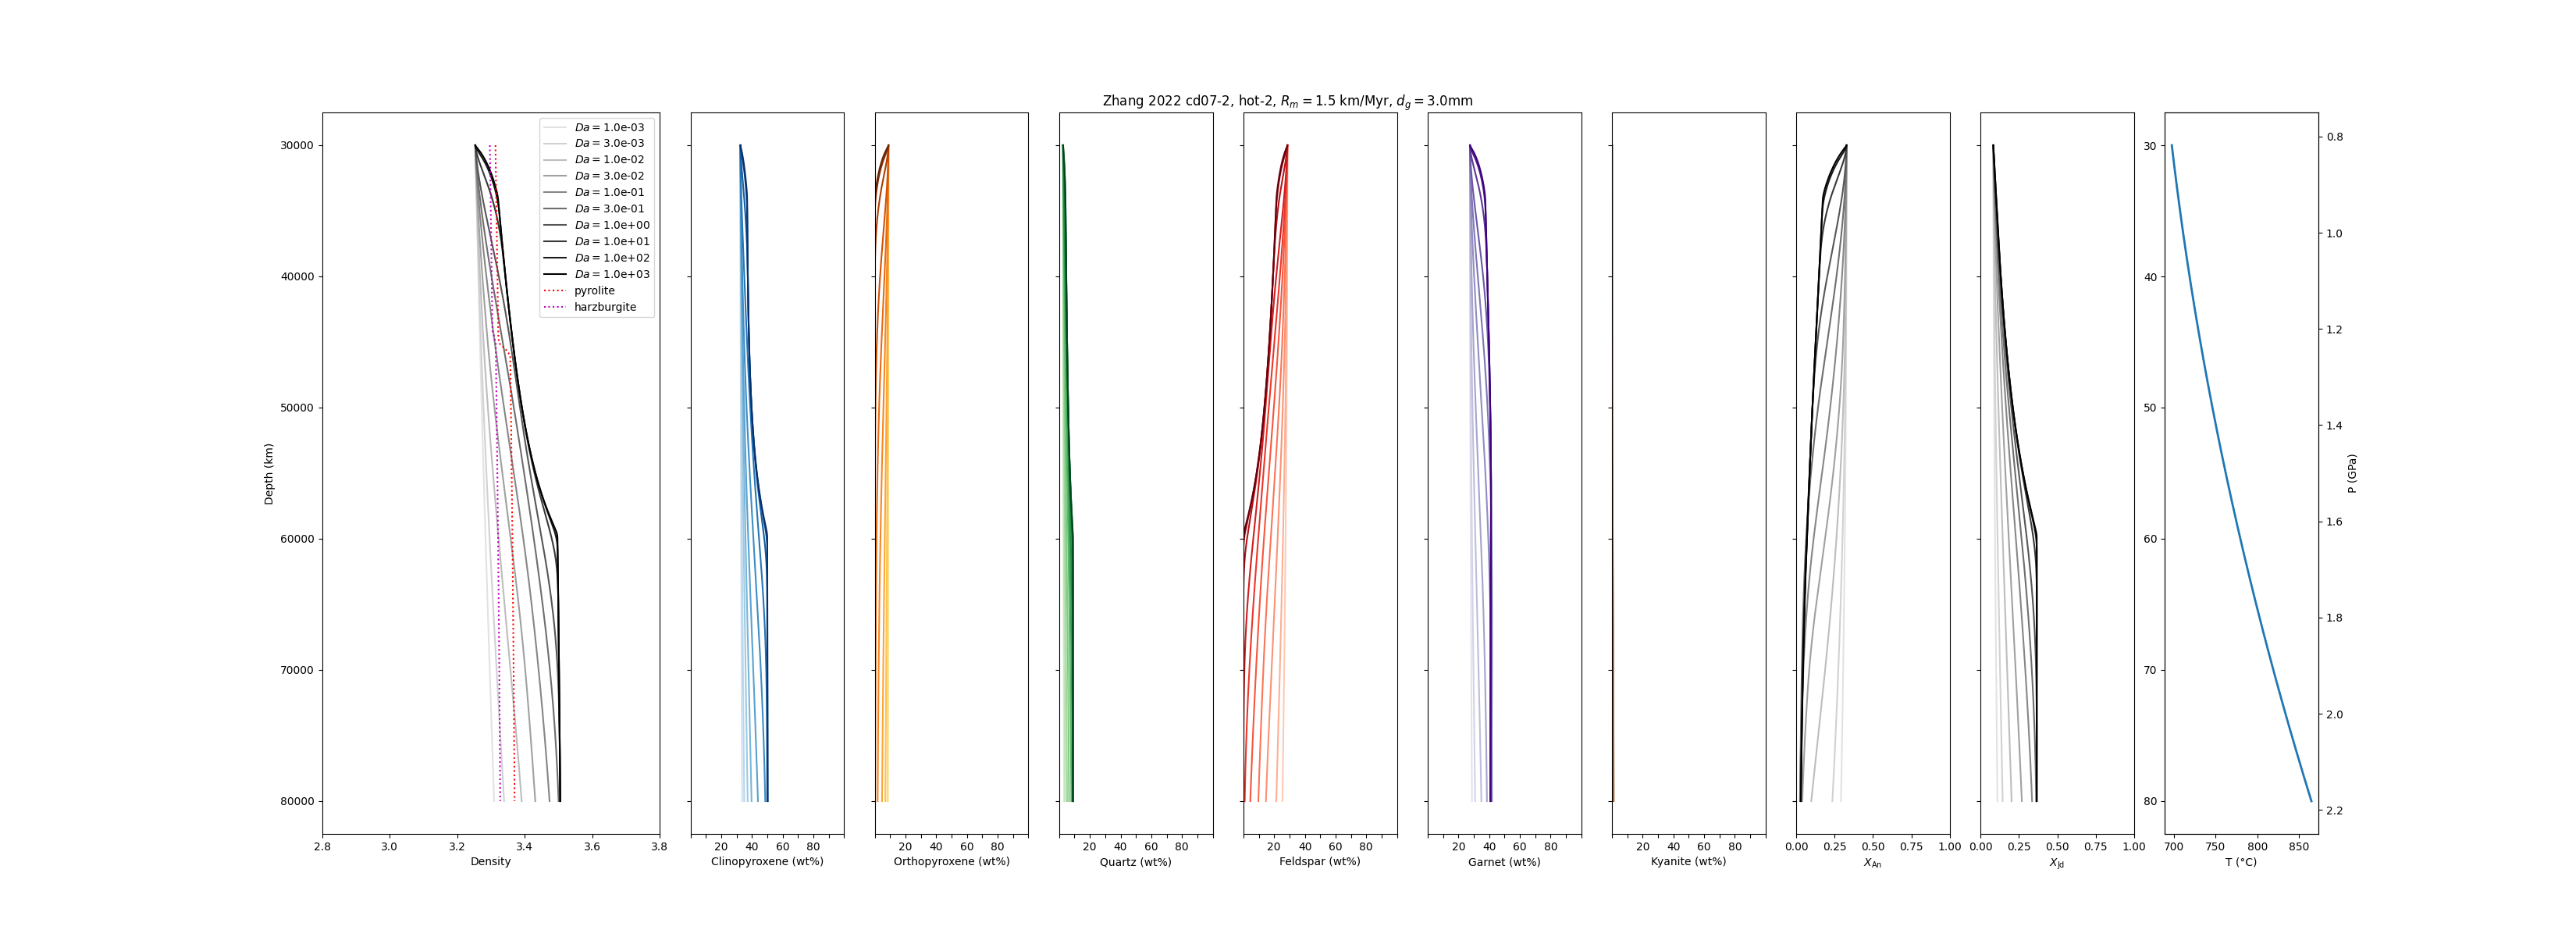 Zhang 2022 cd07-2, hot-2, R_m = 1.5 km/Myr, d_g = 3.0mm
Da = 1.0e-03
Da = 3.0e-03
Da = 1.0e-02
Da = 3.0e-02
Da = 1.0e-01
Da = 3.0e-01
Da = 1.0e+00
Da = 1.0e+01
Da = 1.0e+02
Da = 1.0e+03
pyrolite
harzburgite
30000
40000
50000
60000
70000
80000
Depth (km)
2.8 3.0 3.2 3.4 3.6 3.8
Density
20 40 60 80
Clinopyroxene (wt%)
20 40 60 80
Orthopyroxene (wt%)
20 40 60 80
Quartz (wt%)
20 40 60 80
Feldspar (wt%)
20 40 60 80
Garnet (wt%)
20 40 60 80
Kyanite (wt%)
0.00 0.25 0.50 0.75 1.00
X_An
0.00 0.25 0.50 0.75 1.00
X_Jd
30
40
50
60
70
80
700 750 800 850
T (°C)
0.8
1.0
1.2
1.4
1.6
1.8
2.0
2.2
P (GPa)